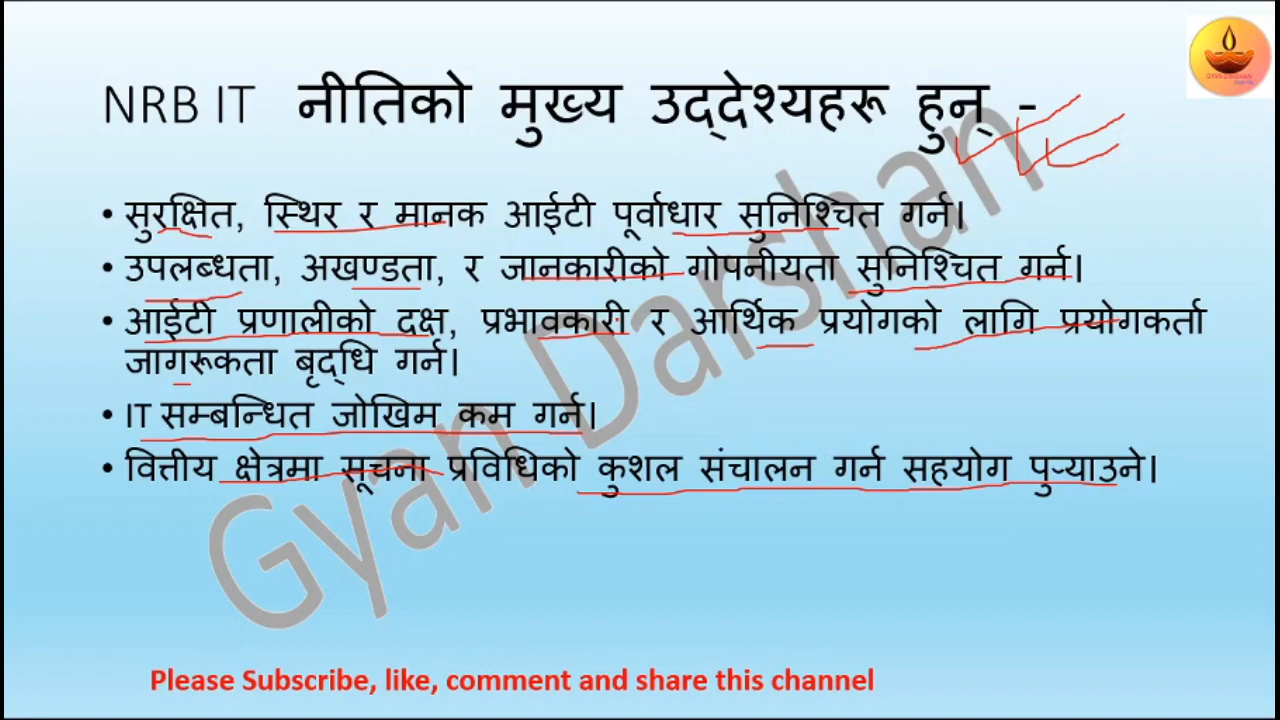 NRB IT नीतिको मुख्य उद्देश्यहरू हुन् -
• सुरक्षित, स्थिर र मानक आईटी पूर्वाधार सुनिश्चित गर्न।
• उपलब्धता, अखण्डता, र जानकारीको गोपनीयता सुनिश्चित गर्न।
• आईटी प्रणालीको दक्ष, प्रभावकारी र आर्थिक प्रयोगको लागि प्रयोगकर्ता
जागरूकता बृद्धि गर्न।
• IT सम्बन्धित जोखिम कम गर्न।
• वित्तीय क्षेत्रमा सूचना प्रविधिको कुशल संचालन गर्न सहयोग पुऱ्याउने।
Gyan Darshan
Please Subscribe, like, comment and share this channel